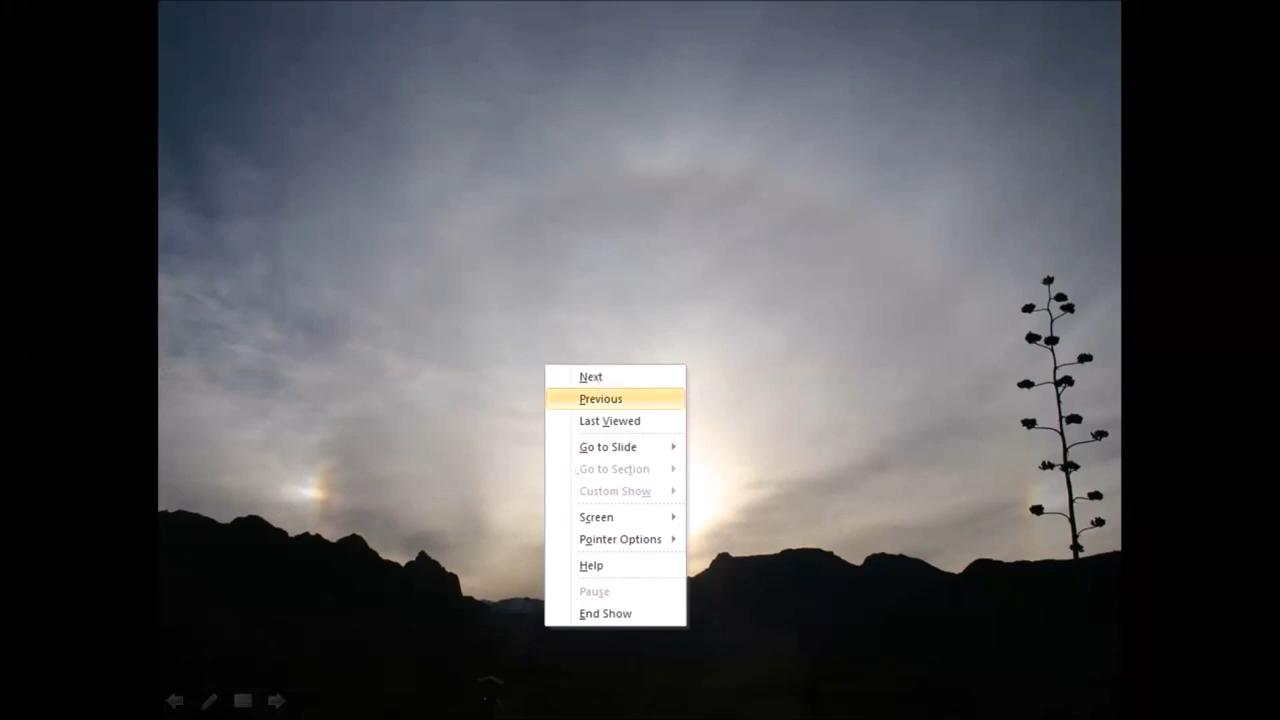 Next
Previous
Last Viewed
Go to Slide
Go to Section
Custom Show
Screen
Pointer Options
Help
Pause
End Show